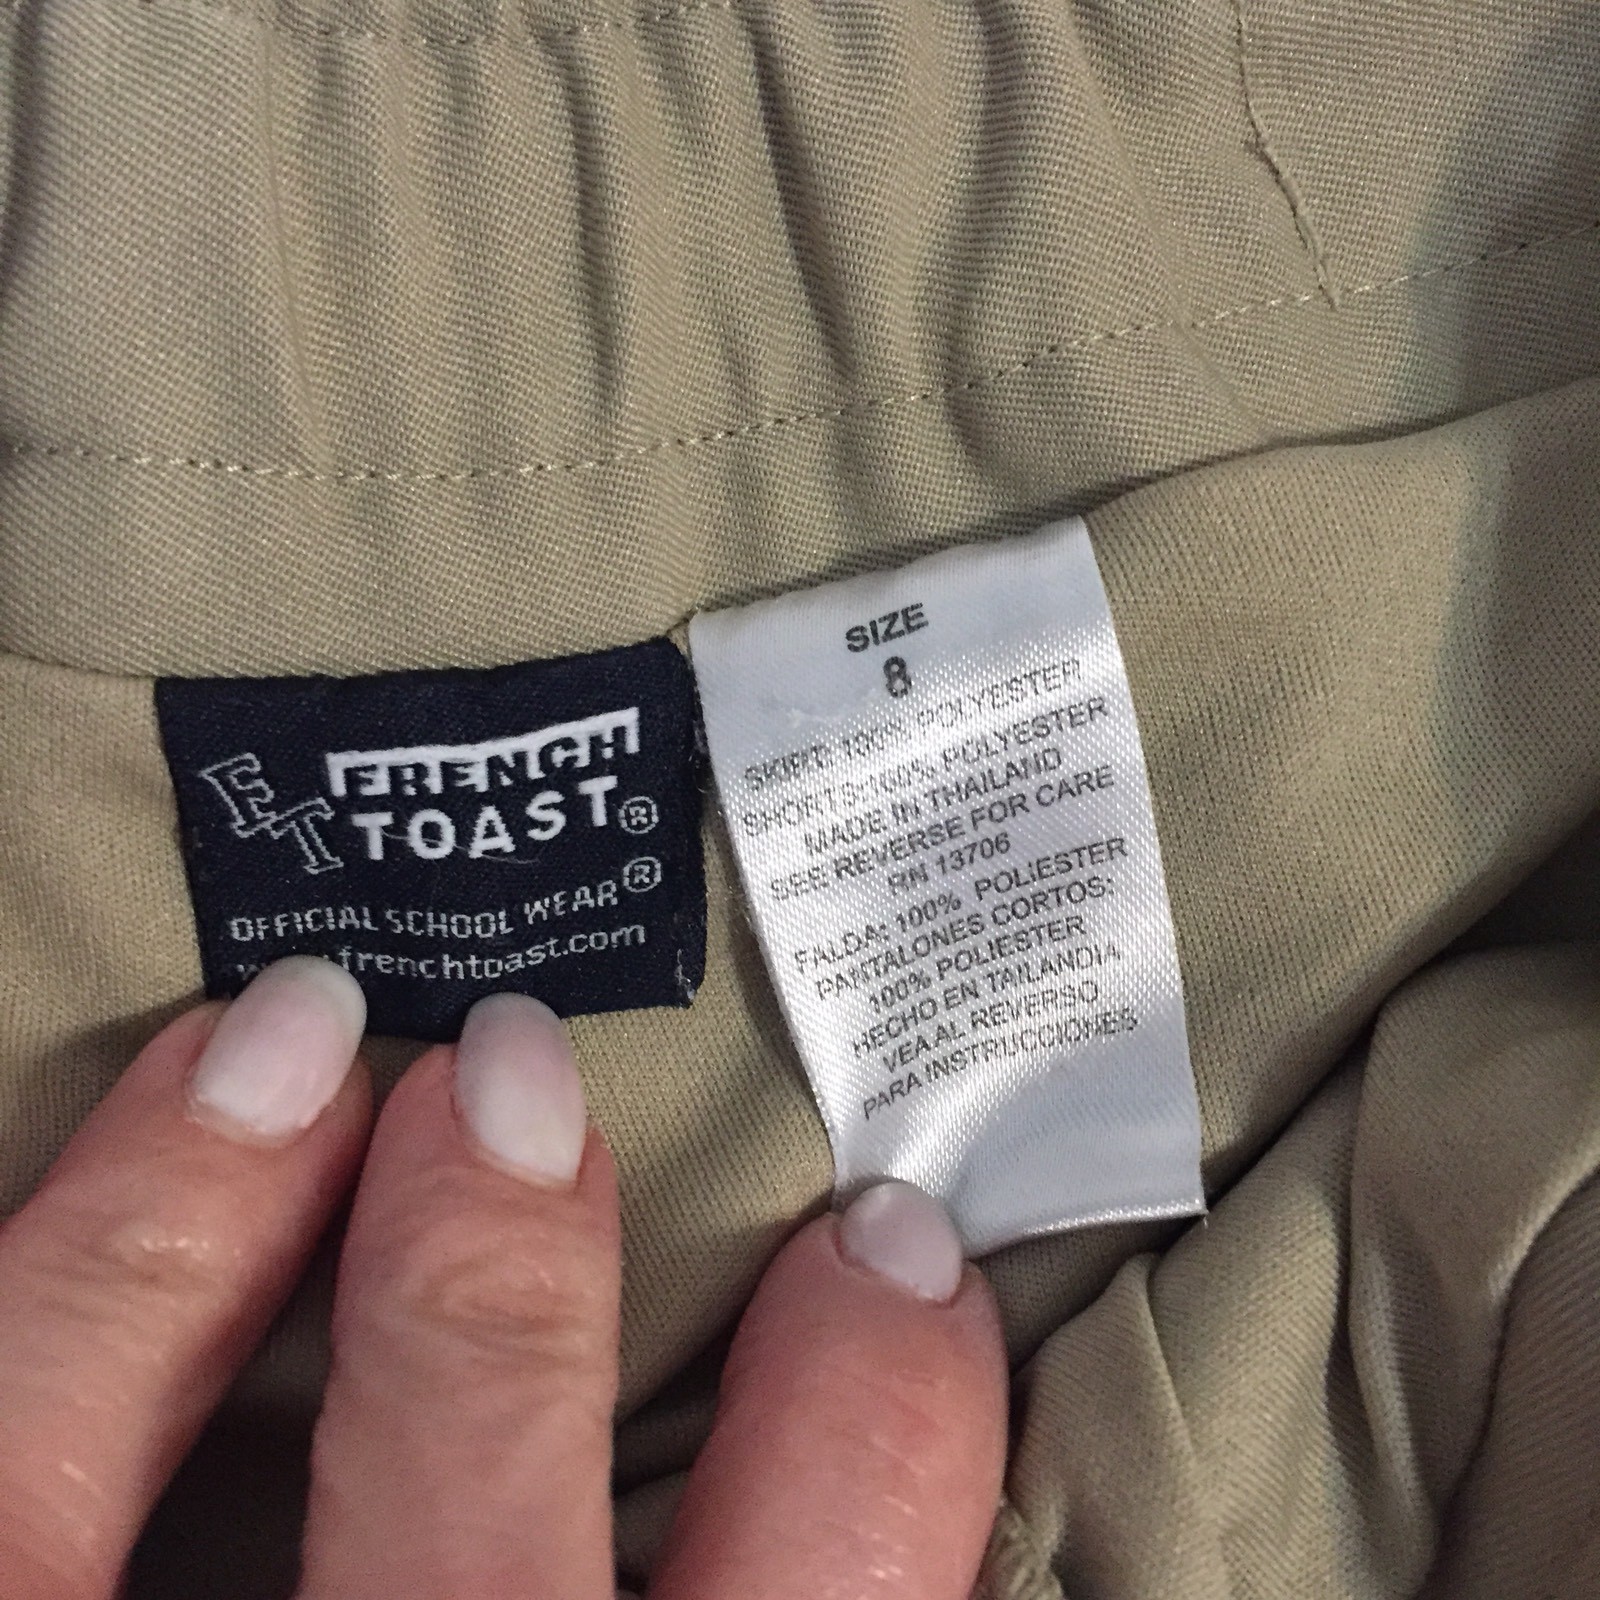 FT FRENCH
TOAST®
OFFICIAL SCHOOL WEAR®
frenchtoast.com
SIZE
8
SKIRT: 100% POLYESTER
SHORTS:100% POLYESTER
MADE IN THAILAND
SEE REVERSE FOR CARE
RN 13706
FALDA: 100% POLIESTER
PANTALONES CORTOS:
100% POLIESTER
HECHO EN TAILANDIA
VEA AL REVERSO
PARA INSTRUCCIONES